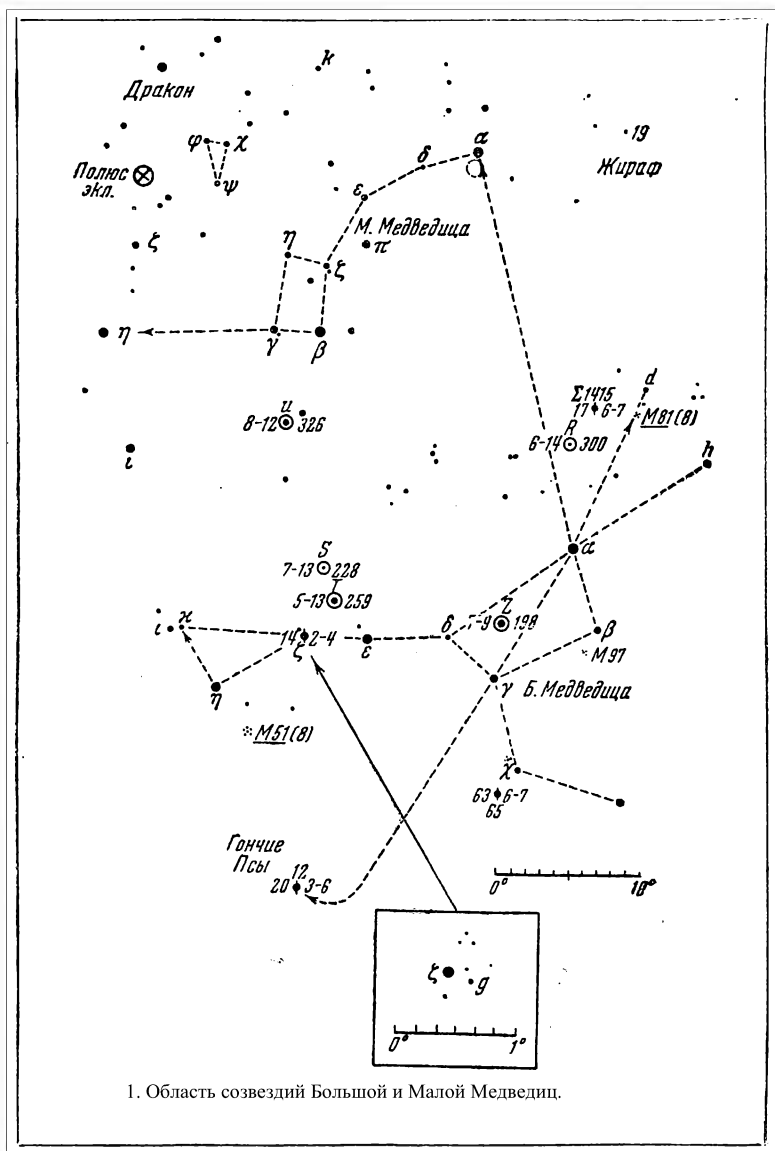 k
Дракон
φ χ
α
19
δ
Полюс
экл.
ψ
Жираф
ε
М. Медведица
ζ
η
π
ζ
η
γ
β
d
Σ1415
17 6-7
M81(8)
u
8-12 326
R
6-14 300
ι
h
α
S
7-13 228
T
5-13 259
Z
7-9 198
ι κ
14 2-4
ζ
ε
δ
β
M97
η
γ
Б. Медведица
M51(8)
χ
63 6-7
65
Гончие
Псы
12
20 3-6
0° 10°
ζ
g
0° 1°
1. Область созвездий Большой и Малой Медведиц.